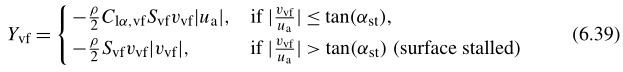 Y_vf = { −ρ/2 C_lα,vf S_vf v_vf |u_a|, if |v_vf/u_a| ≤ tan(α_st),
−ρ/2 S_vf v_vf |v_vf|, if |v_vf/u_a| > tan(α_st) (surface stalled) (6.39)